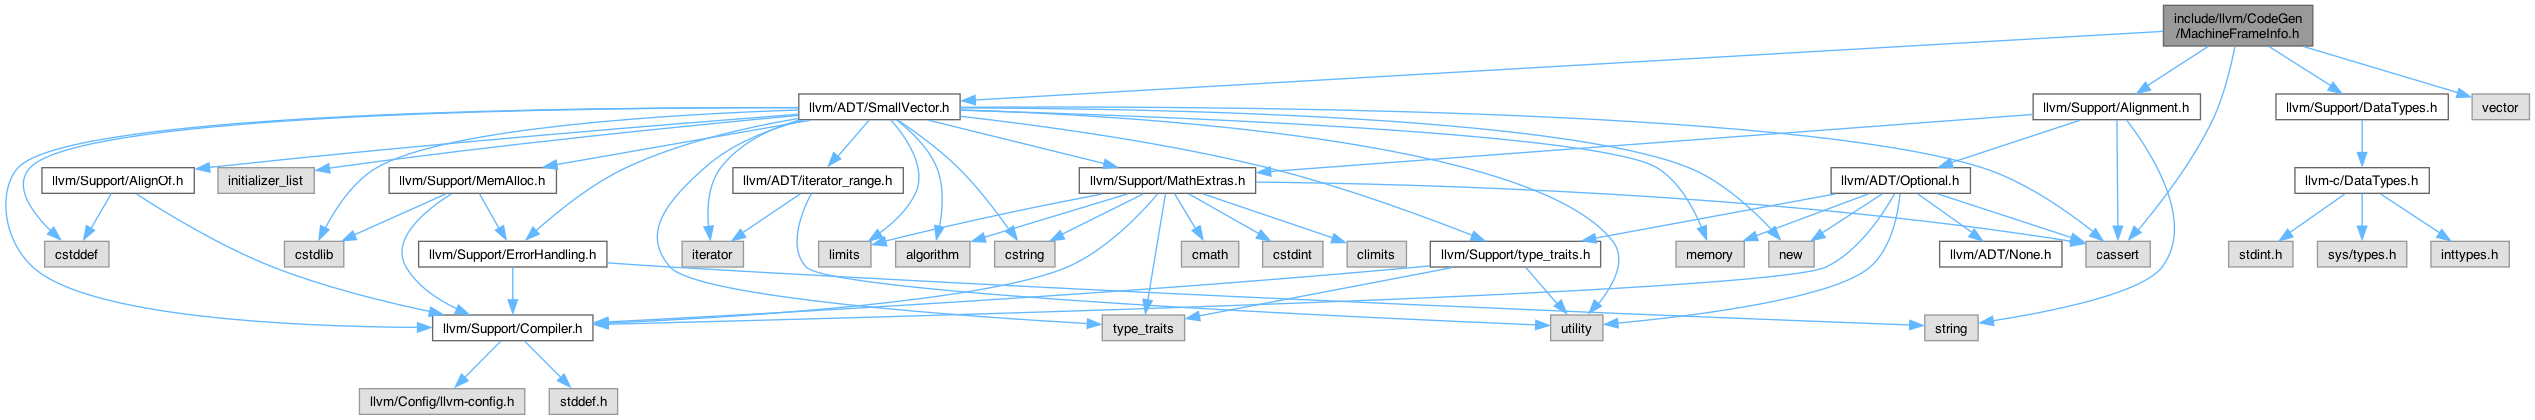 include/llvm/CodeGen
/MachineFrameInfo.h
llvm/ADT/SmallVector.h
llvm/Support/Alignment.h
llvm/Support/DataTypes.h
vector
llvm/Support/AlignOf.h
initializer_list
llvm/Support/MemAlloc.h
llvm/ADT/iterator_range.h
llvm/Support/MathExtras.h
llvm/ADT/Optional.h
llvm-c/DataTypes.h
cstddef
cstdlib
llvm/Support/ErrorHandling.h
iterator
limits
algorithm
cstring
cmath
cstdint
climits
llvm/Support/type_traits.h
memory
new
llvm/ADT/None.h
cassert
stdint.h
sys/types.h
inttypes.h
llvm/Support/Compiler.h
type_traits
utility
string
llvm/Config/llvm-config.h
stddef.h